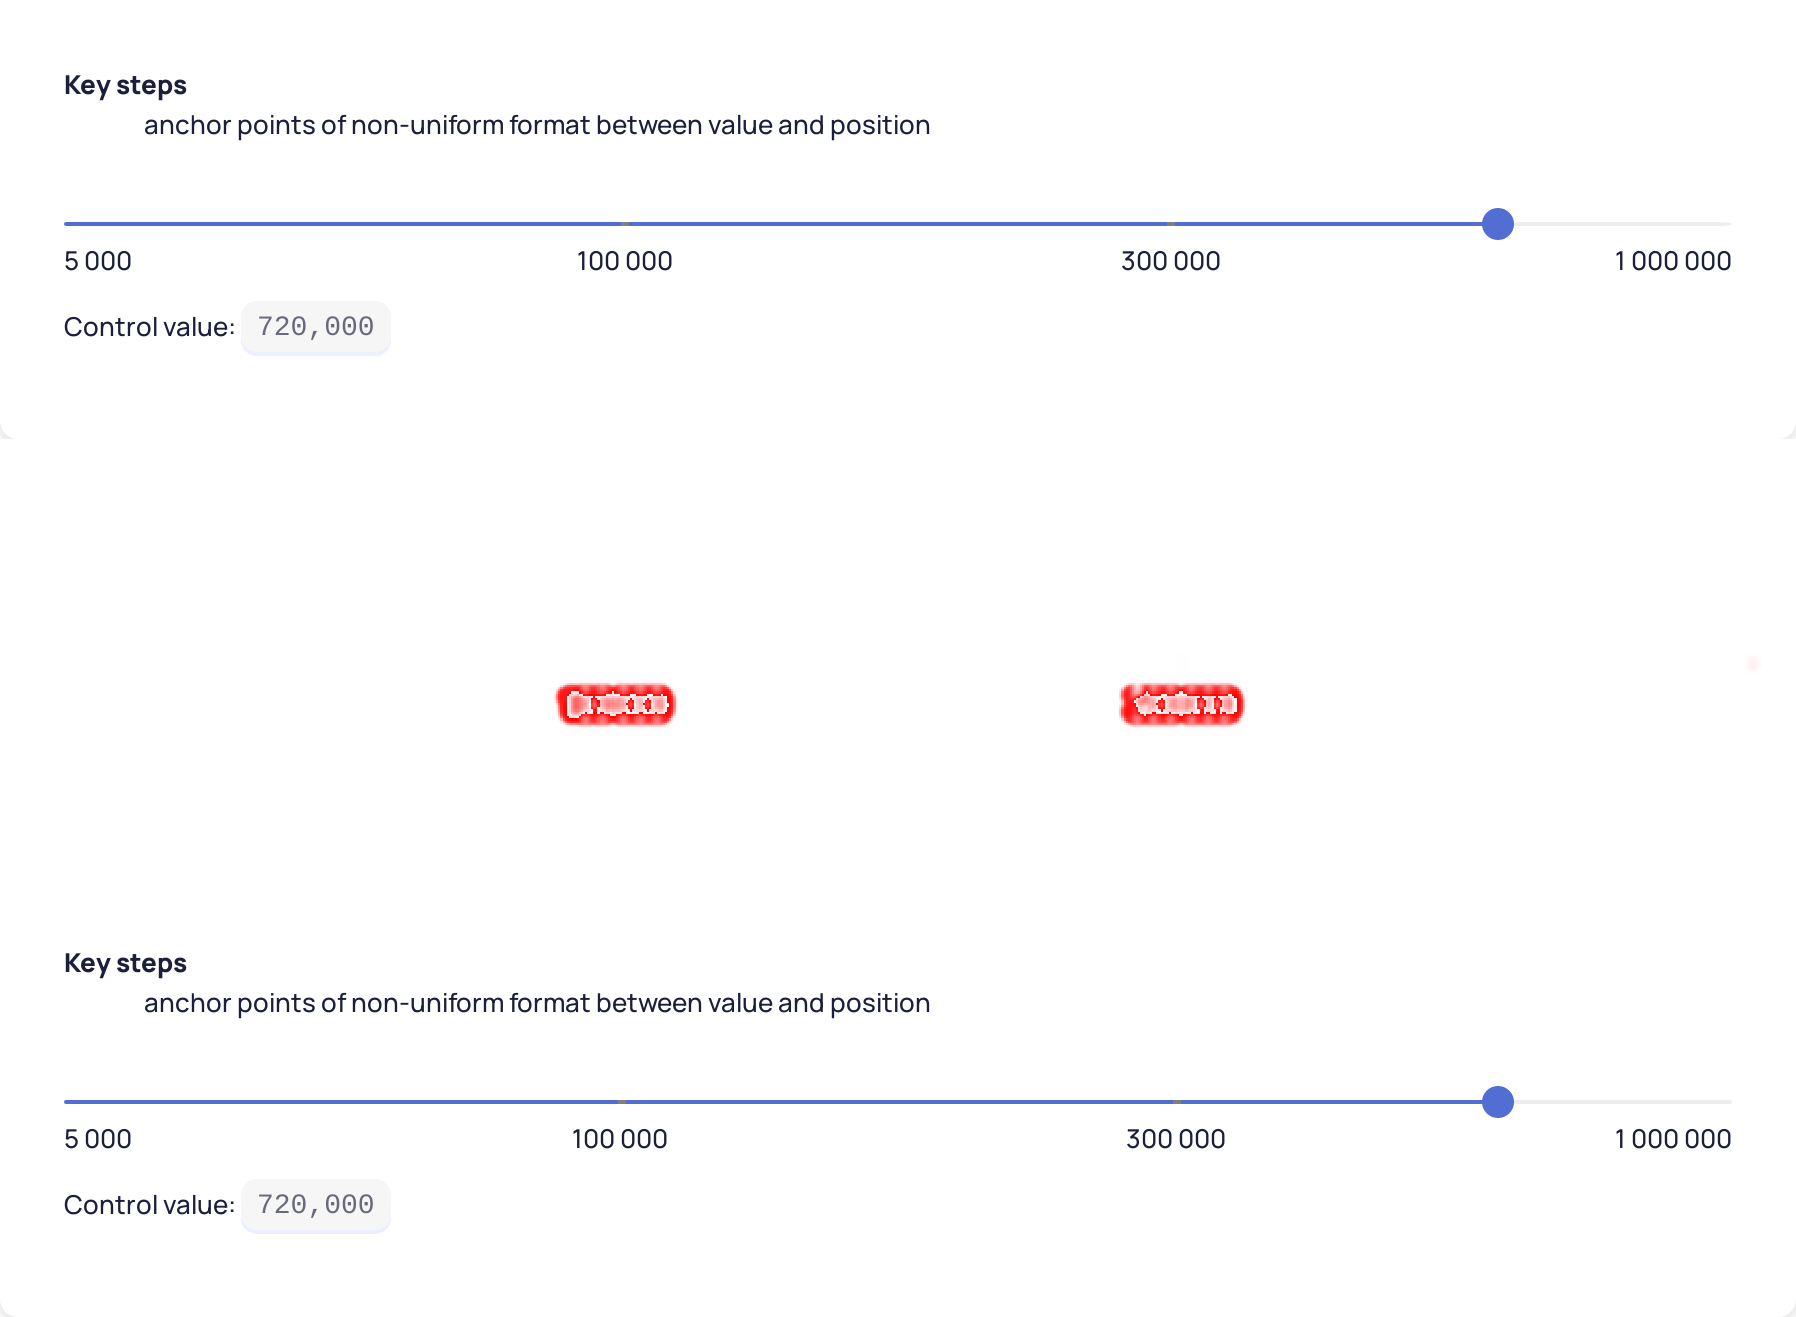 Key steps
anchor points of non-uniform format between value and position
5 000 100 000 300 000 1 000 000
Control value: 720,000
Key steps
anchor points of non-uniform format between value and position
5 000 100 000 300 000 1 000 000
Control value: 720,000